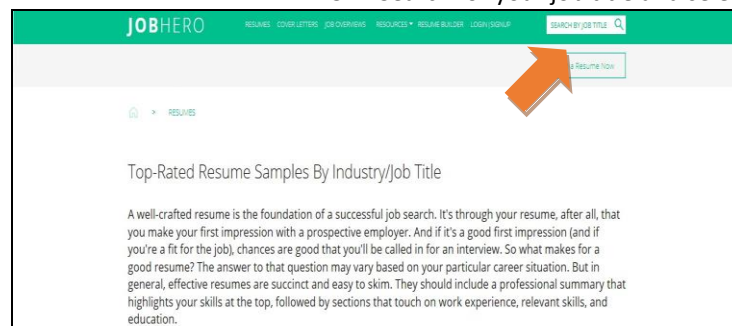 JOBHERO RESUMES COVER LETTERS JOB OVERVIEWS RESOURCES RESUME BUILDER LOGIN | SIGNUP SEARCH BY JOB TITLE
Resume Now
> RESUMES
Top-Rated Resume Samples By Industry/Job Title
A well-crafted resume is the foundation of a successful job search. It's through your resume, after all, that
you make your first impression with a prospective employer. And if it's a good first impression (and if
you're a fit for the job), chances are good that you'll be called in for an interview. So what makes for a
good resume? The answer to that question may vary based on your particular career situation. But in
general, effective resumes are succinct and easy to skim. They should include a professional summary that
highlights your skills at the top, followed by sections that touch on work experience, relevant skills, and
education.